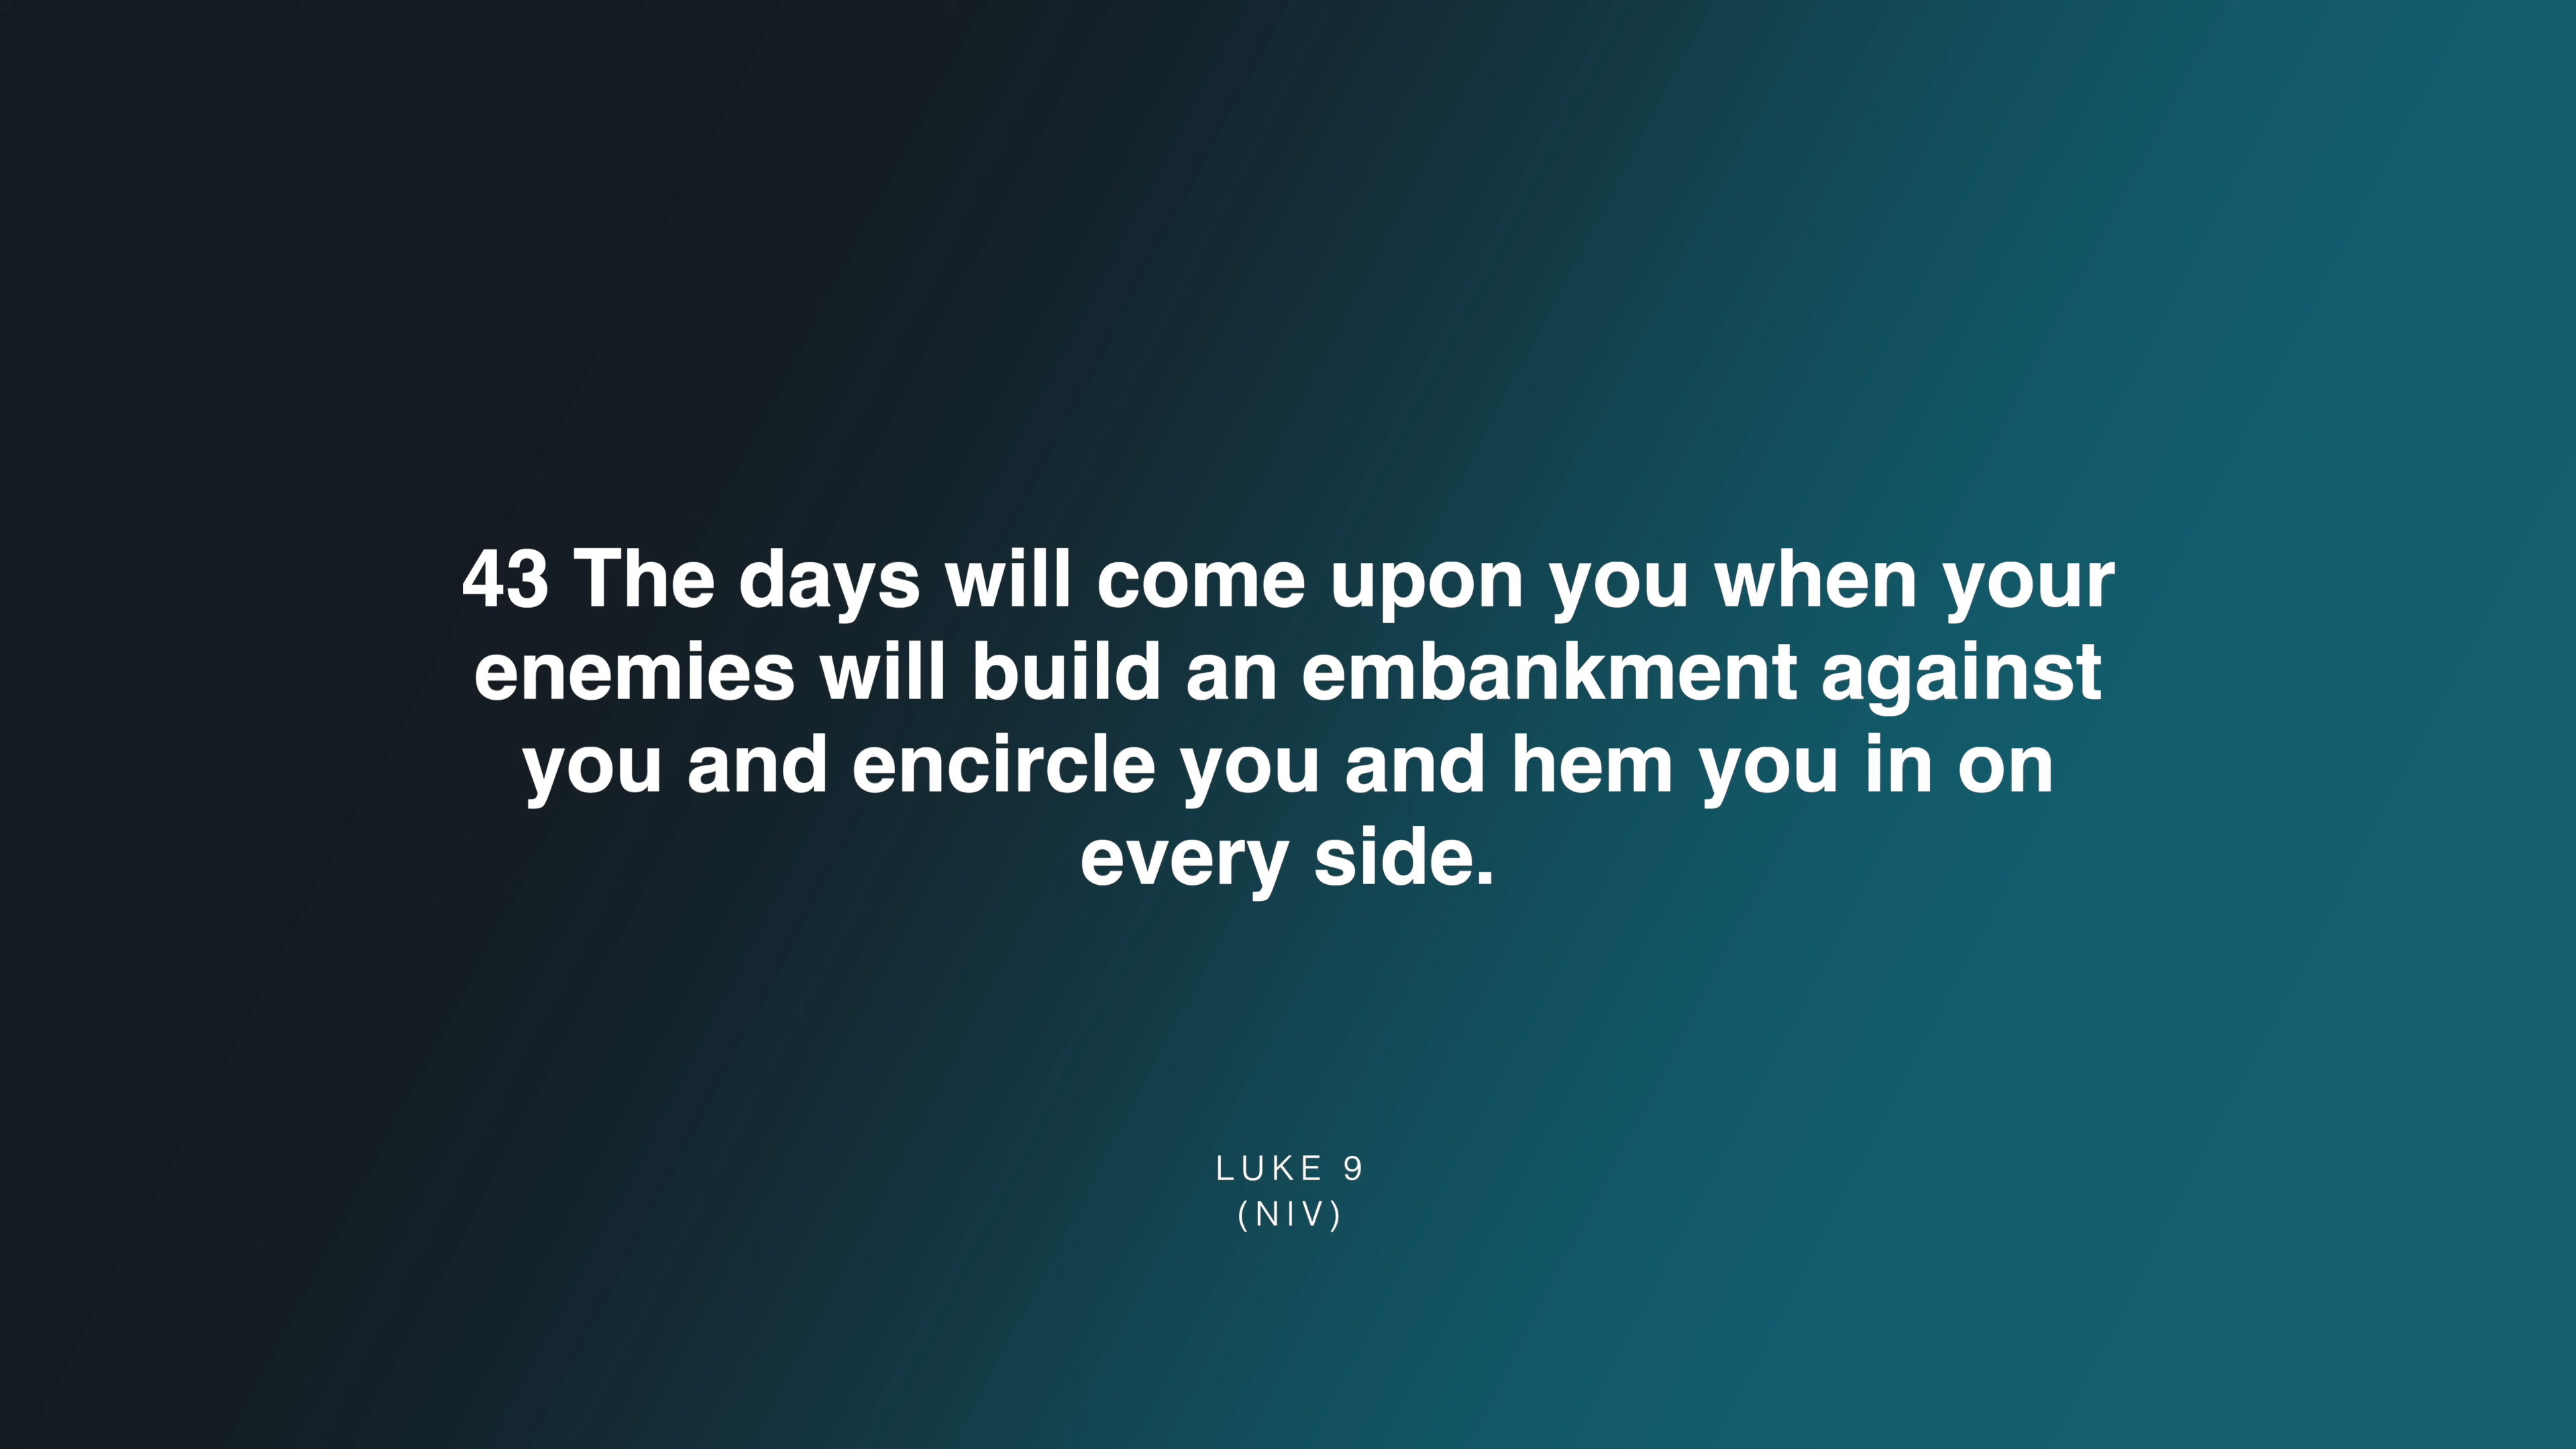 43 The days will come upon you when your
enemies will build an embankment against
you and encircle you and hem you in on
every side.
LUKE 9
(NIV)